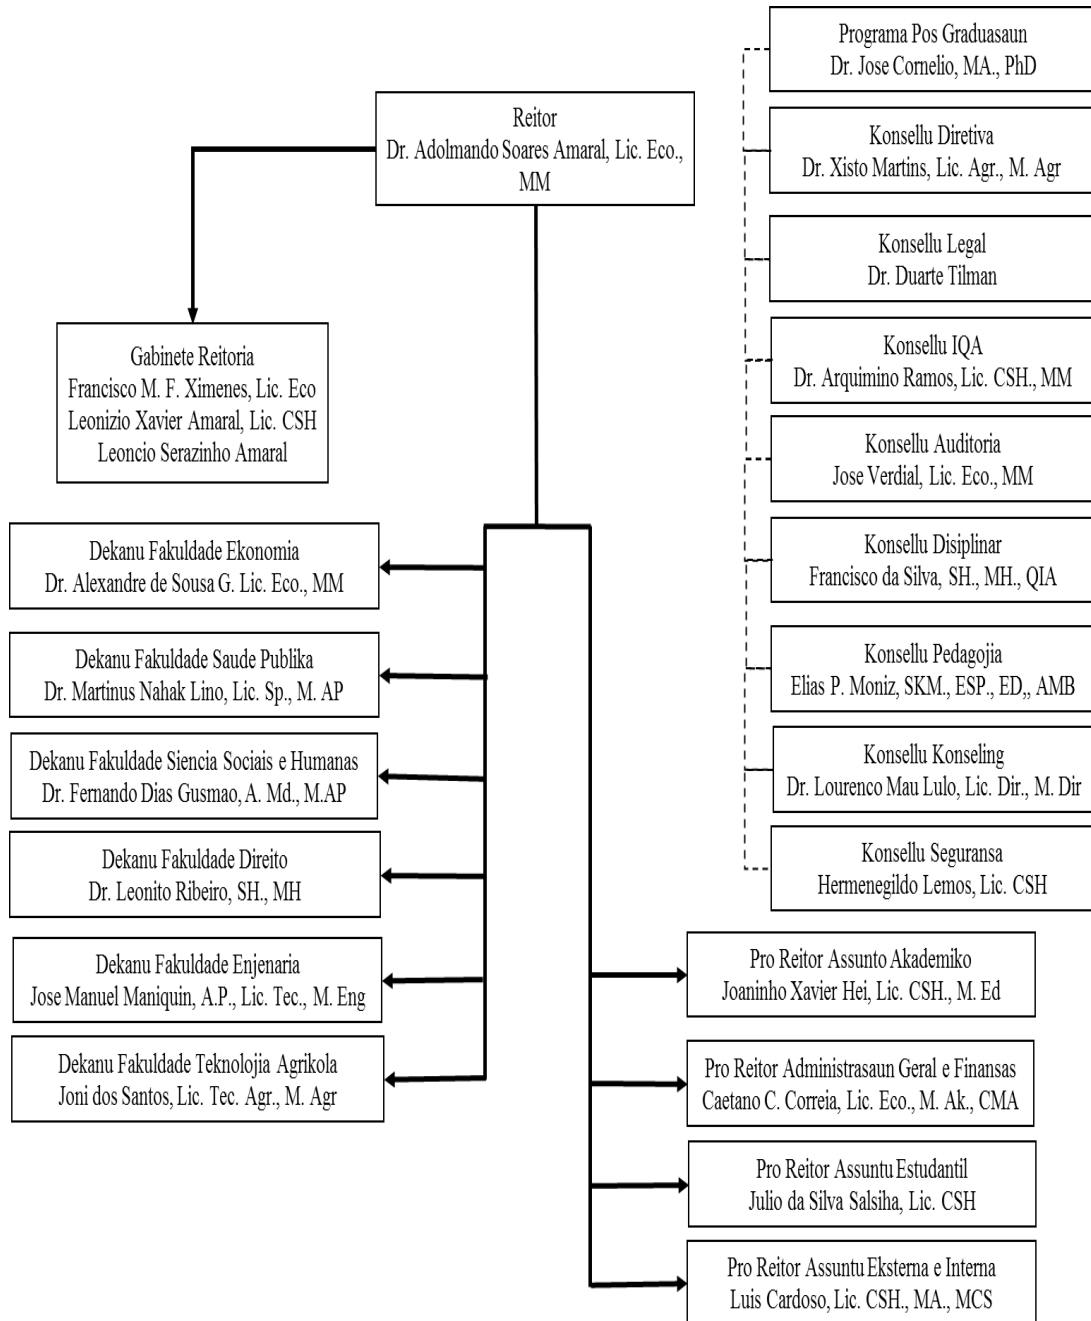 Reitor
Dr. Adolmando Soares Amaral, Lic. Eco.,
MM
Gabinete Reitoria
Francisco M. F. Ximenes, Lic. Eco
Leonizio Xavier Amaral, Lic. CSH
Leoncio Serazinho Amaral
Dekanu Fakuldade Ekonomia
Dr. Alexandre de Sousa G. Lic. Eco., MM
Dekanu Fakuldade Saude Publika
Dr. Martinus Nahak Lino, Lic. Sp., M. AP
Dekanu Fakuldade Siencia Sociais e Humanas
Dr. Fernando Dias Gusmao, A. Md., M.AP
Dekanu Fakuldade Direito
Dr. Leonito Ribeiro, SH., MH
Dekanu Fakuldade Enjenaria
Jose Manuel Maniquin, A.P., Lic. Tec., M. Eng
Dekanu Fakuldade Teknolojia Agrikola
Joni dos Santos, Lic. Tec. Agr., M. Agr
Programa Pos Graduasaun
Dr. Jose Cornelio, MA., PhD
Konsellu Diretiva
Dr. Xisto Martins, Lic. Agr., M. Agr
Konsellu Legal
Dr. Duarte Tilman
Konsellu IQA
Dr. Arquimino Ramos, Lic. CSH., MM
Konsellu Auditoria
Jose Verdial, Lic. Eco., MM
Konsellu Disiplinar
Francisco da Silva, SH., MH., QIA
Konsellu Pedagojia
Elias P. Moniz, SKM., ESP., ED,, AMB
Konsellu Konseling
Dr. Lourenco Mau Lulo, Lic. Dir., M. Dir
Konsellu Seguransa
Hermenegildo Lemos, Lic. CSH
Pro Reitor Assunto Akademiko
Joaninho Xavier Hei, Lic. CSH., M. Ed
Pro Reitor Administrasaun Geral e Finansas
Caetano C. Correia, Lic. Eco., M. Ak., CMA
Pro Reitor Assuntu Estudantil
Julio da Silva Salsiha, Lic. CSH
Pro Reitor Assuntu Eksterna e Interna
Luis Cardoso, Lic. CSH., MA., MCS